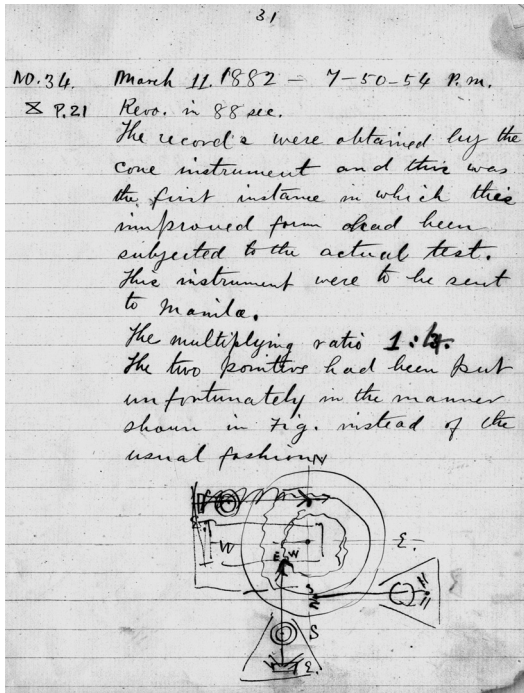 31
NO. 34. March 11. 1882 — 7-50-54 P.m.
P. 21 Revo. in 88 sec.
The record's were obtained by the
cone instrument and this was
the first instance in which this
improved form had been
subjected to the actual test.
This instrument were to be sent
to Manila.
The multiplying ratio 1:
The two pointers had been put
unfortunately in the manner
shown in Fig. instead of the
usual fashion
N
W
E W
E.
S
N
S
E.